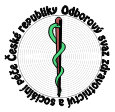 Odborový svaz zdravotnictví a sociální péče České republiky